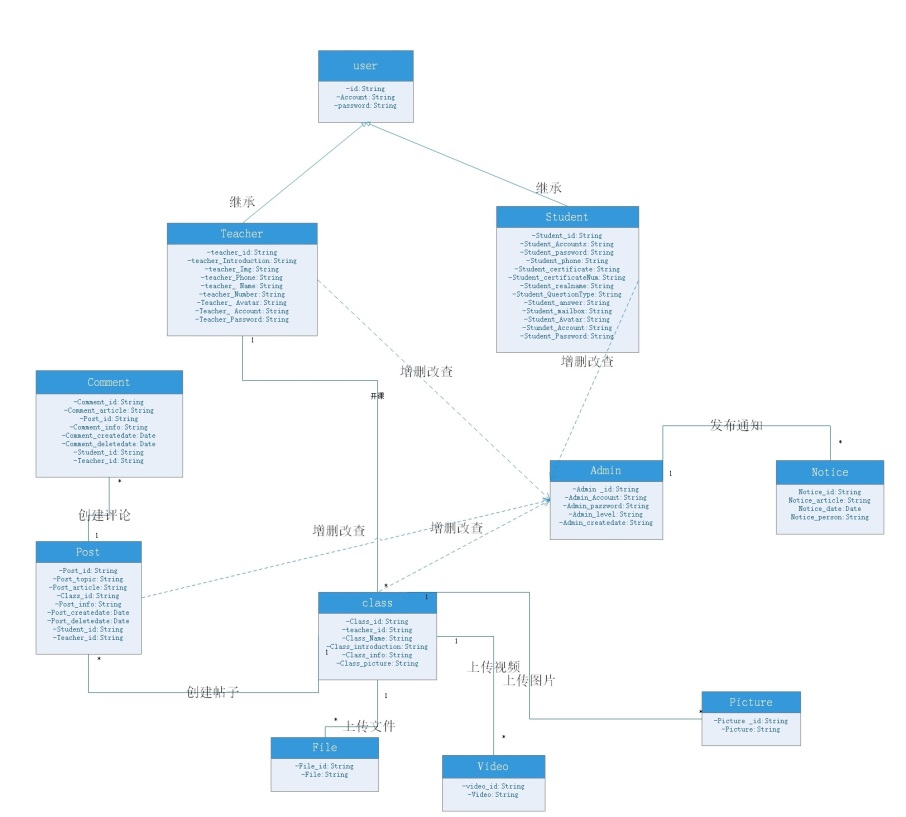 user
-id:String
-Account:String
-password:String
继承
继承
Teacher
-teacher_id:String
-teacher_Introduction:String
-teacher_Img:String
-teacher_Phone:String
-teacher_ Name:String
-teacher_Number:String
-Teacher_ Avatar:String
-Teacher_ Account:String
-Teacher_Password:String
Student
-Student_id:String
-Student_Accounts:String
-Student_password:String
-Student_phone:String
-Student_certificate:String
-Student_certificateNum:String
-Student_realname:String
-Student_QuestionType:String
-Student_answer:String
-Student_mailbox:String
-Student_Avatar:String
-Stundet_Account:String
-Student_Password:String
1
增删改查
增删改查
开课
Comment
-Comment_id:String
-Comment_article:String
-Post_id:String
-Comment_info:String
-Comment_createdate:Date
-Comment_deletedate:Date
-Student_id:String
-Teacher_id:String
发布通知
1
*
Admin
-Admin _id:String
-Admin_Account:String
-Admin_password:String
-Admin_level:String
-Admin_createdate:String
Notice
Notice_id:String
Notice_article:String
Notice_date:Date
Notice_person:String
*
创建评论
1
增删改查
增删改查
Post
-Post_id:String
-Post_topic:String
-Post_article:String
-Class_id:String
-Post_info:String
-Post_createdate:Date
-Post_deletedate:Date
-Student_id:String
-Teacher_id:String
*
1
class
-Class_id:String
-teacher_id:String
-Class_Name:String
-Class_introduction:String
-Class_info:String
-Class_picture:String
1
1
*
创建帖子
1
上传视频
上传图片
*
上传文件
*
*
File
-File_id:String
-File:String
Video
-video_id:String
-Video:String
Picture
-Picture _id:String
-Picture:String